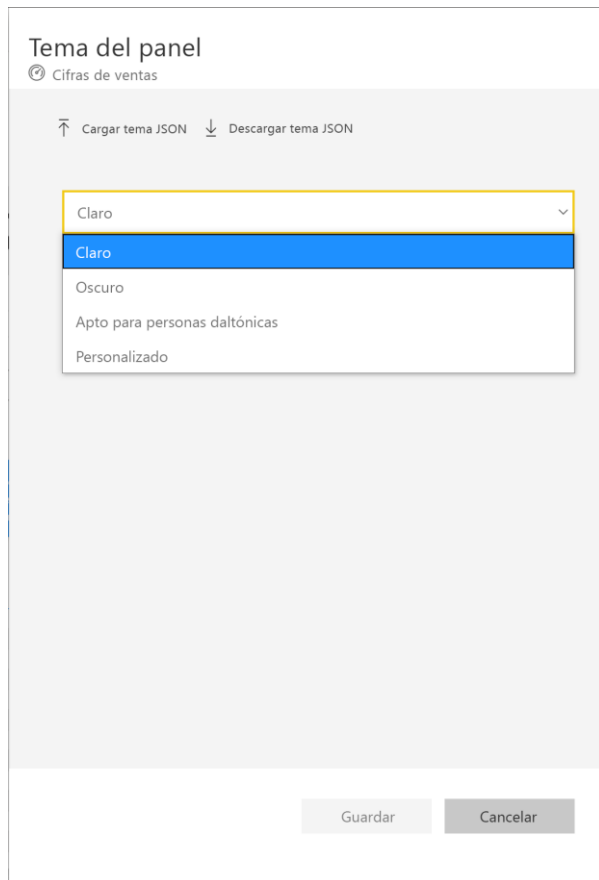 Tema del panel
Cifras de ventas
Cargar tema JSON Descargar tema JSON
Claro
Claro
Oscuro
Apto para personas daltónicas
Personalizado
Guardar Cancelar